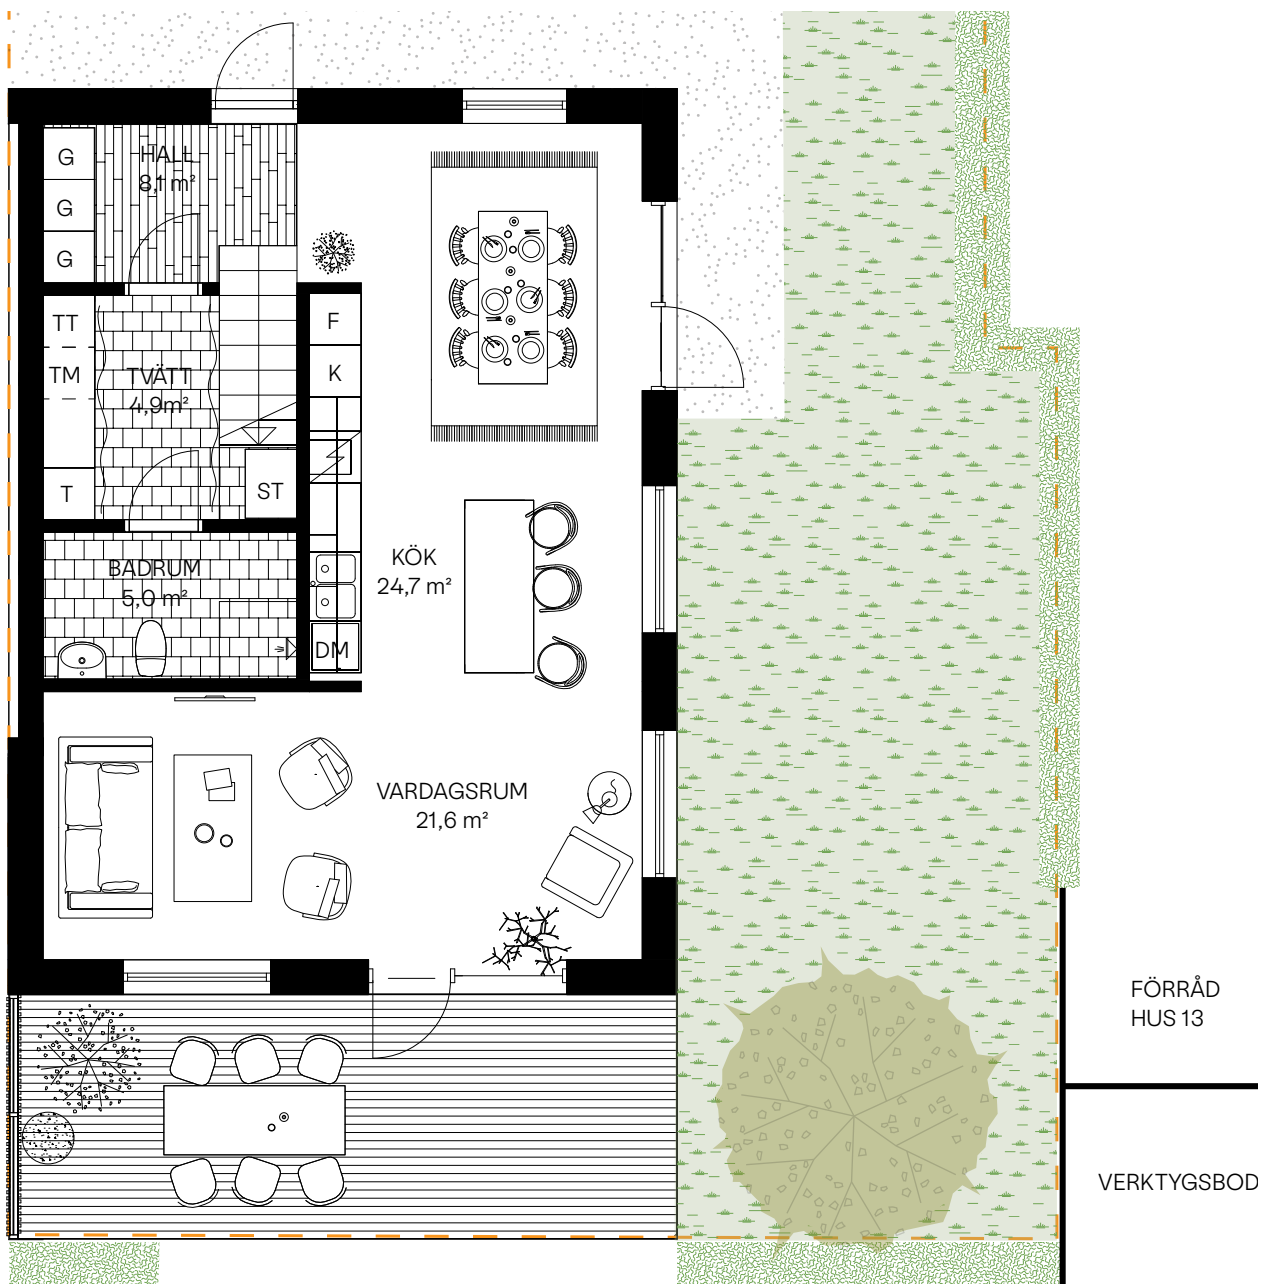 G
HALL
8,1 m²
G
G
TT
F
TM
K
TVÄTT
4,9m²
T
ST
KÖK
24,7 m²
BADRUM
5,0 m²
DM
VARDAGSRUM
21,6 m²
FÖRRÅD
HUS 13
VERKTYGSBOD